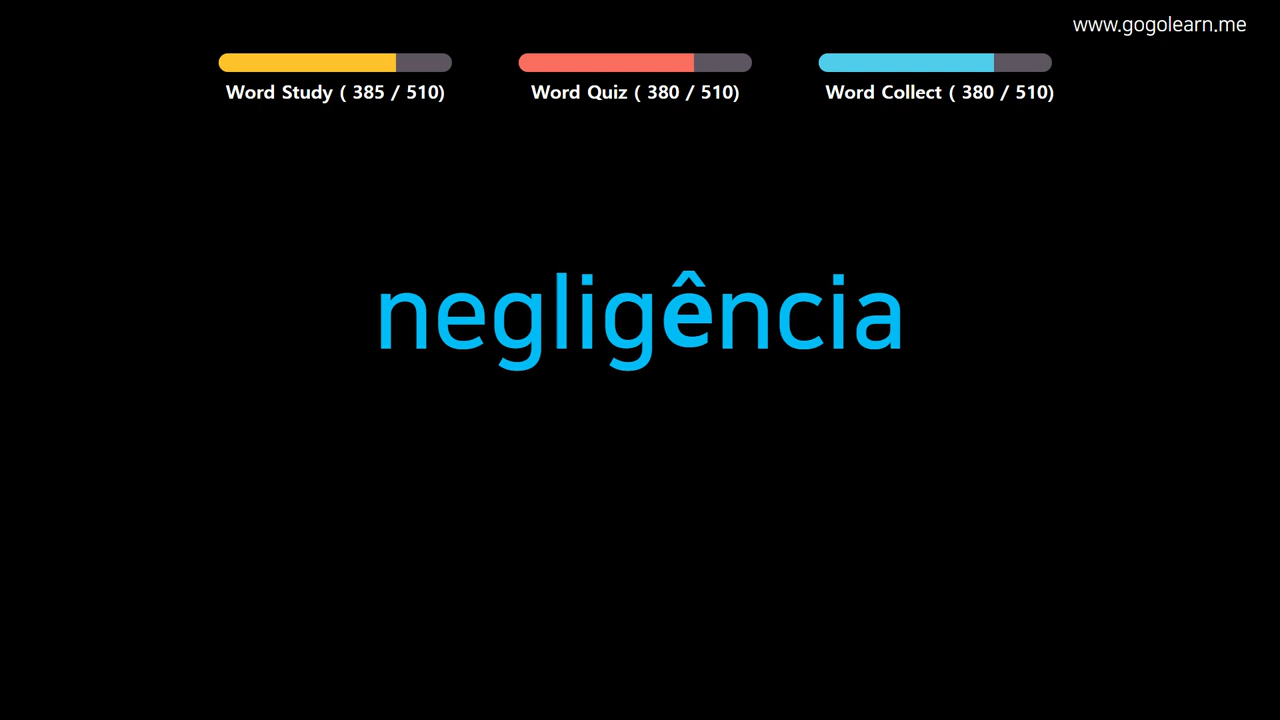 www.gogolearn.me
Word Study ( 385 / 510)
Word Quiz ( 380 / 510)
Word Collect ( 380 / 510)
negligência